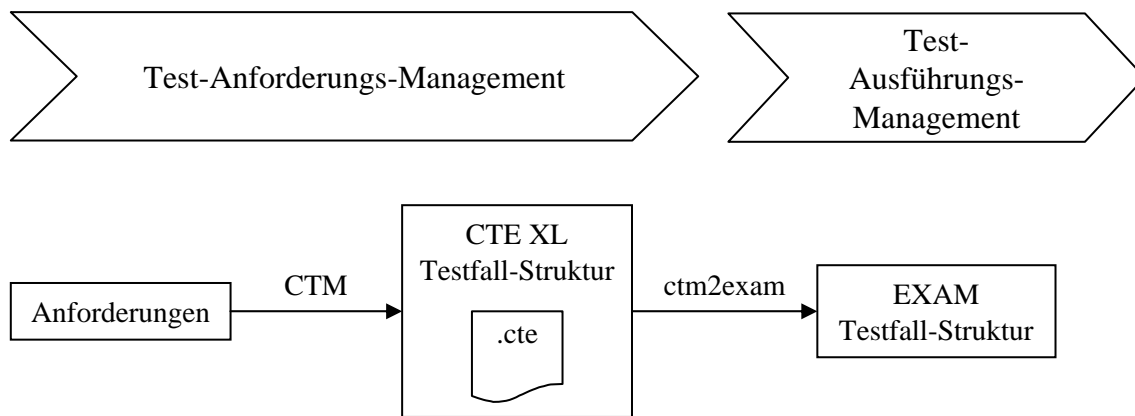 Test-Anforderungs-Management
Test-
Ausführungs-
Management
Anforderungen
CTM
CTE XL
Testfall-Struktur
.cte
ctm2exam
EXAM
Testfall-Struktur